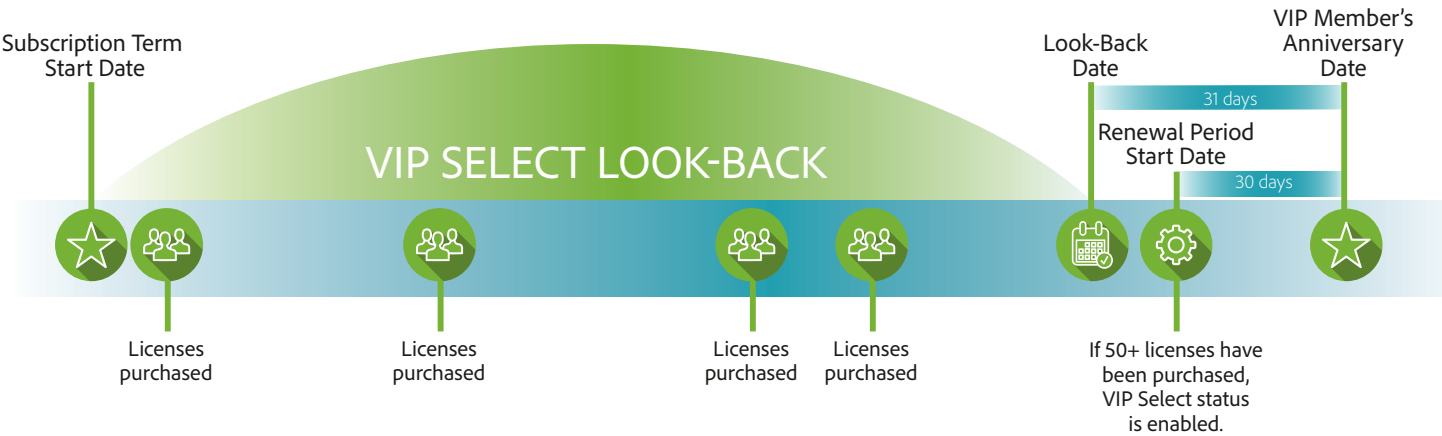 Subscription Term
Start Date
VIP SELECT LOOK-BACK
Look-Back
Date
VIP Member's
Anniversary
Date
31 days
Renewal Period
Start Date
30 days
Licenses
purchased
Licenses
purchased
Licenses
purchased
Licenses
purchased
If 50+ licenses have
been purchased,
VIP Select status
is enabled.